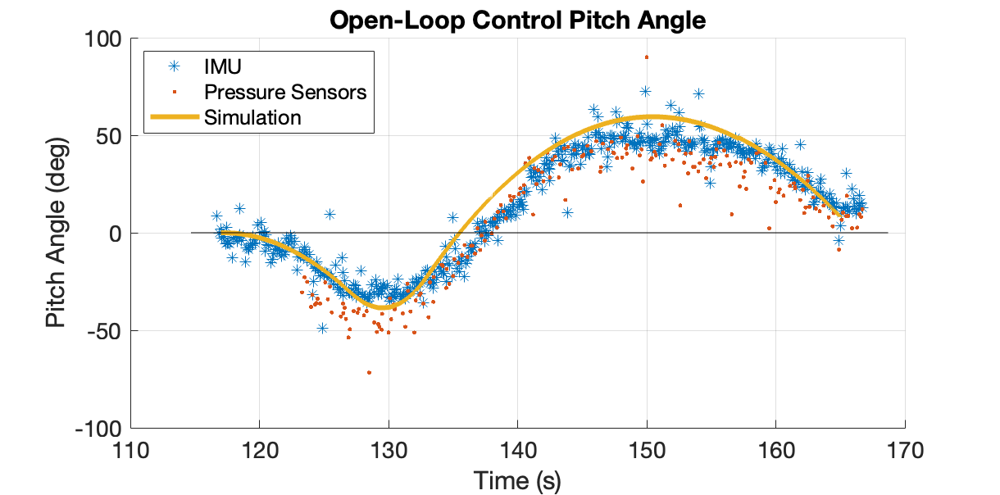 Open-Loop Control Pitch Angle
IMU
Pressure Sensors
Simulation
Pitch Angle (deg)
100
50
0
-50
-100
110 120 130 140 150 160 170
Time (s)